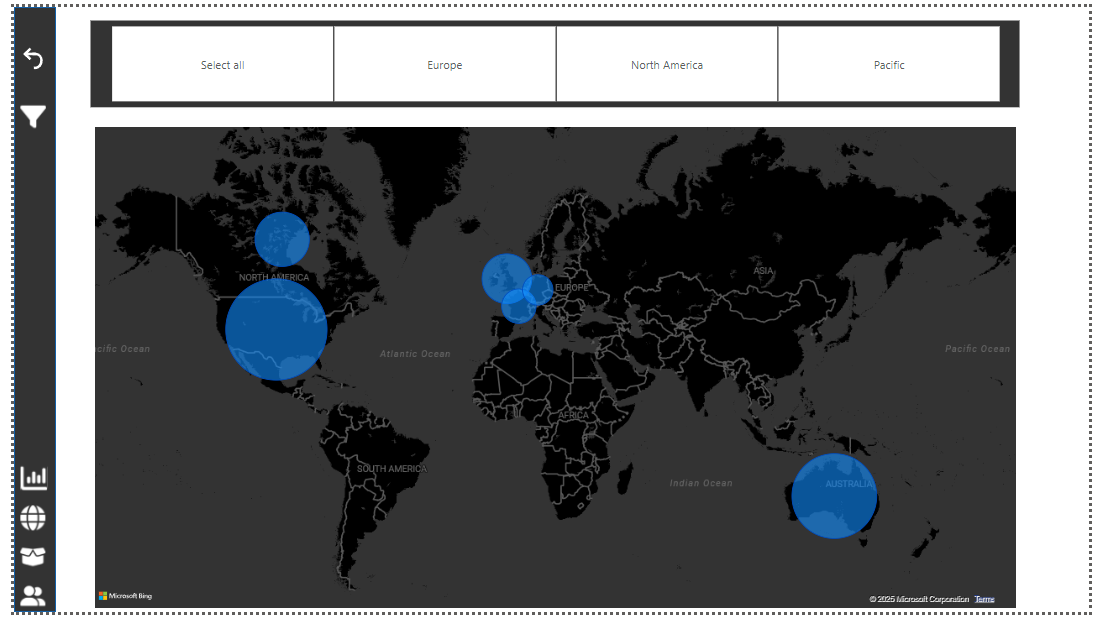 Select all
Europe
North America
Pacific
NORTH AMERICA
ASIA
EUROPE
cific Ocean
Atlantic Ocean
Pacific Ocean
AFRICA
SOUTH AMERICA
Indian Ocean
AUSTRALIA
Microsoft Bing
© 2025 Microsoft Corporation Terms